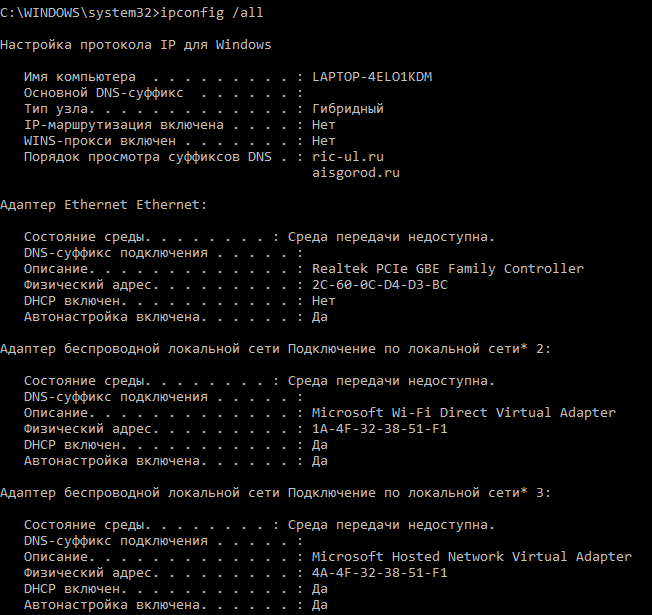 C:\WINDOWS\system32>ipconfig /all
Настройка протокола IP для Windows
Имя компьютера  . . . . . . . . . : LAPTOP-4ELO1KDM
Основной DNS-суффикс  . . . . . . :
Тип узла. . . . . . . . . . . . . : Гибридный
IP-маршрутизация включена . . . . : Нет
WINS-прокси включен . . . . . . . : Нет
Порядок просмотра суффиксов DNS . : ric-ul.ru
aisgorod.ru
Адаптер Ethernet Ethernet:
Состояние среды. . . . . . . . : Среда передачи недоступна.
DNS-суффикс подключения . . . . . :
Описание. . . . . . . . . . . . . : Realtek PCIe GBE Family Controller
Физический адрес. . . . . . . . . : 2C-60-0C-D4-D3-BC
DHCP включен. . . . . . . . . . . : Нет
Автонастройка включена. . . . . . : Да
Адаптер беспроводной локальной сети Подключение по локальной сети* 2:
Состояние среды. . . . . . . . : Среда передачи недоступна.
DNS-суффикс подключения . . . . . :
Описание. . . . . . . . . . . . . : Microsoft Wi-Fi Direct Virtual Adapter
Физический адрес. . . . . . . . . : 1A-4F-32-38-51-F1
DHCP включен. . . . . . . . . . . : Да
Автонастройка включена. . . . . . : Да
Адаптер беспроводной локальной сети Подключение по локальной сети* 3:
Состояние среды. . . . . . . . : Среда передачи недоступна.
DNS-суффикс подключения . . . . . :
Описание. . . . . . . . . . . . . : Microsoft Hosted Network Virtual Adapter
Физический адрес. . . . . . . . . : 4A-4F-32-38-51-F1
DHCP включен. . . . . . . . . . . : Да
Автонастройка включена. . . . . . : Да